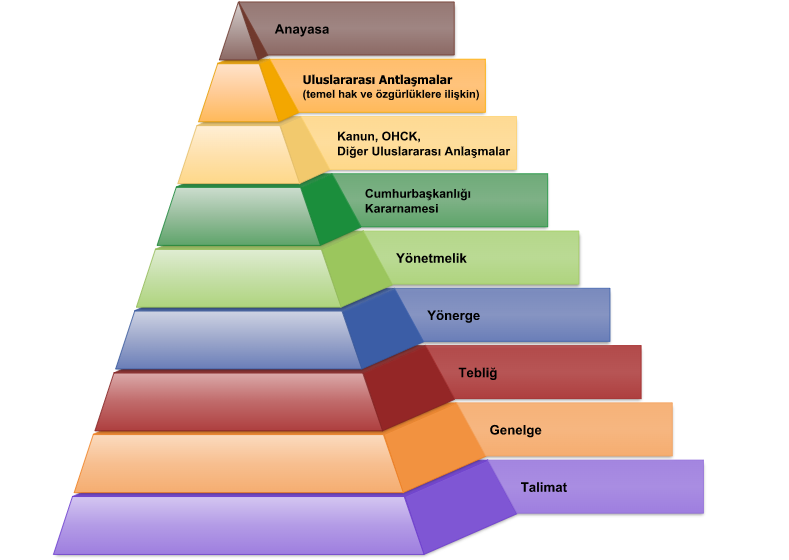 Anayasa
Uluslararası Antlaşmalar
(temel hak ve özgürlüklere ilişkin)
Kanun, OHCK,
Diğer Uluslararası Anlaşmalar
Cumhurbaşkanlığı
Kararnamesi
Yönetmelik
Yönerge
Tebliğ
Genelge
Talimat